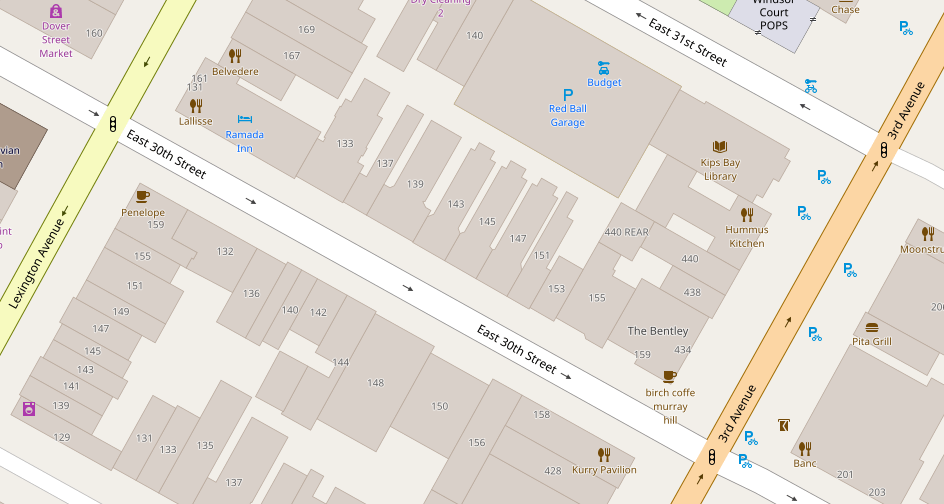 Dry Cleaning
2
Windsor
Court
POPS
Chase
Dover
Street
Market
160
169
167
140
East 31st Street
Belvedere
161
131
Budget
Red Ball
Garage
Lallisse
Ramada
Inn
133
3rd Avenue
East 30th Street
137
139
Kips Bay
Library
Penelope
159
143
145
147
151
153
155
440 REAR
Hummus
Kitchen
440
438
132
155
151
149
147
145
143
141
139
129
136
140
142
Lexington Avenue
The Bentley
159
434
Pita Grill
East 30th Street
144
148
150
birch coffe
murray
hill
158
156
428
Kurry Pavilion
3rd Avenue
Banc
201
203
131
133
135
137